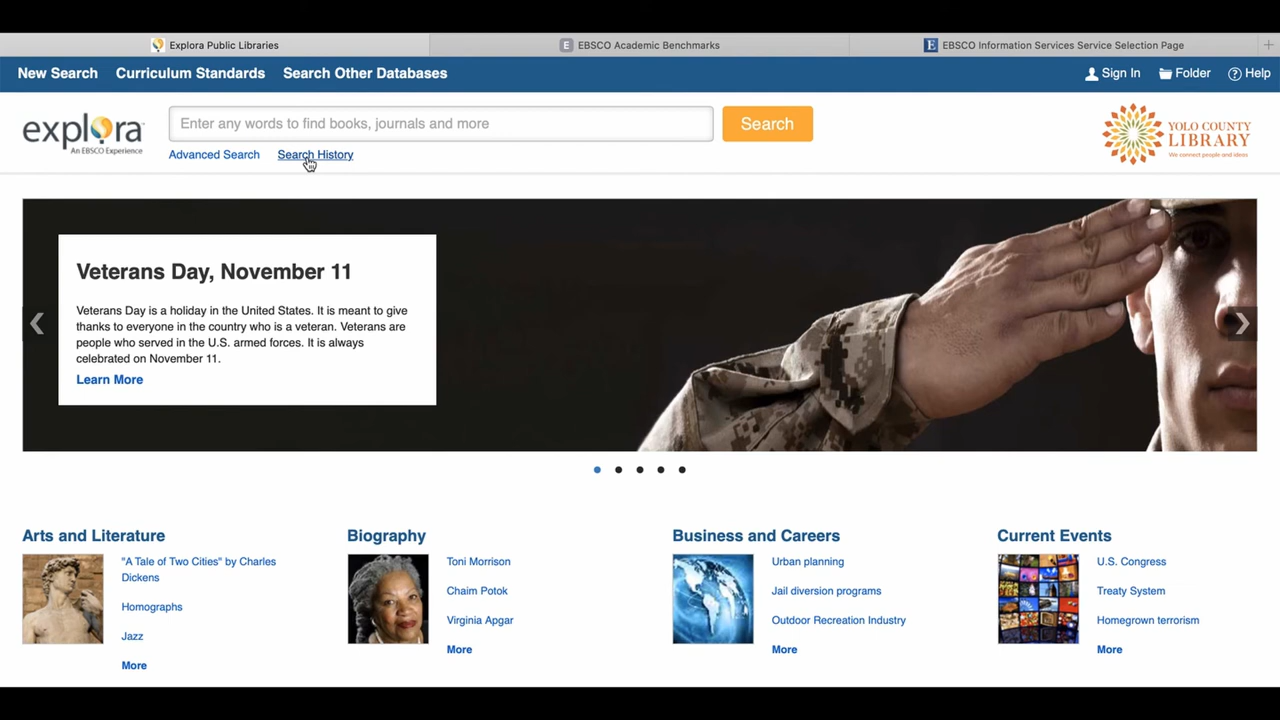 Explora Public Libraries
E EBSCO Academic Benchmarks
E EBSCO Information Services Service Selection Page
New Search Curriculum Standards Search Other Databases
Sign In Folder ? Help
explora
An EBSCO Experience
Enter any words to find books, journals and more
Search
Advanced Search Search History
YOLO COUNTY
LIBRARY
We connect people and ideas
Veterans Day, November 11
Veterans Day is a holiday in the United States. It is meant to give
thanks to everyone in the country who is a veteran. Veterans are
people who served in the U.S. armed forces. It is always
celebrated on November 11.
Learn More
Arts and Literature
"A Tale of Two Cities" by Charles
Dickens
Homographs
Jazz
More
Biography
Toni Morrison
Chaim Potok
Virginia Apgar
More
Business and Careers
Urban planning
Jail diversion programs
Outdoor Recreation Industry
More
Current Events
U.S. Congress
Treaty System
Homegrown terrorism
More